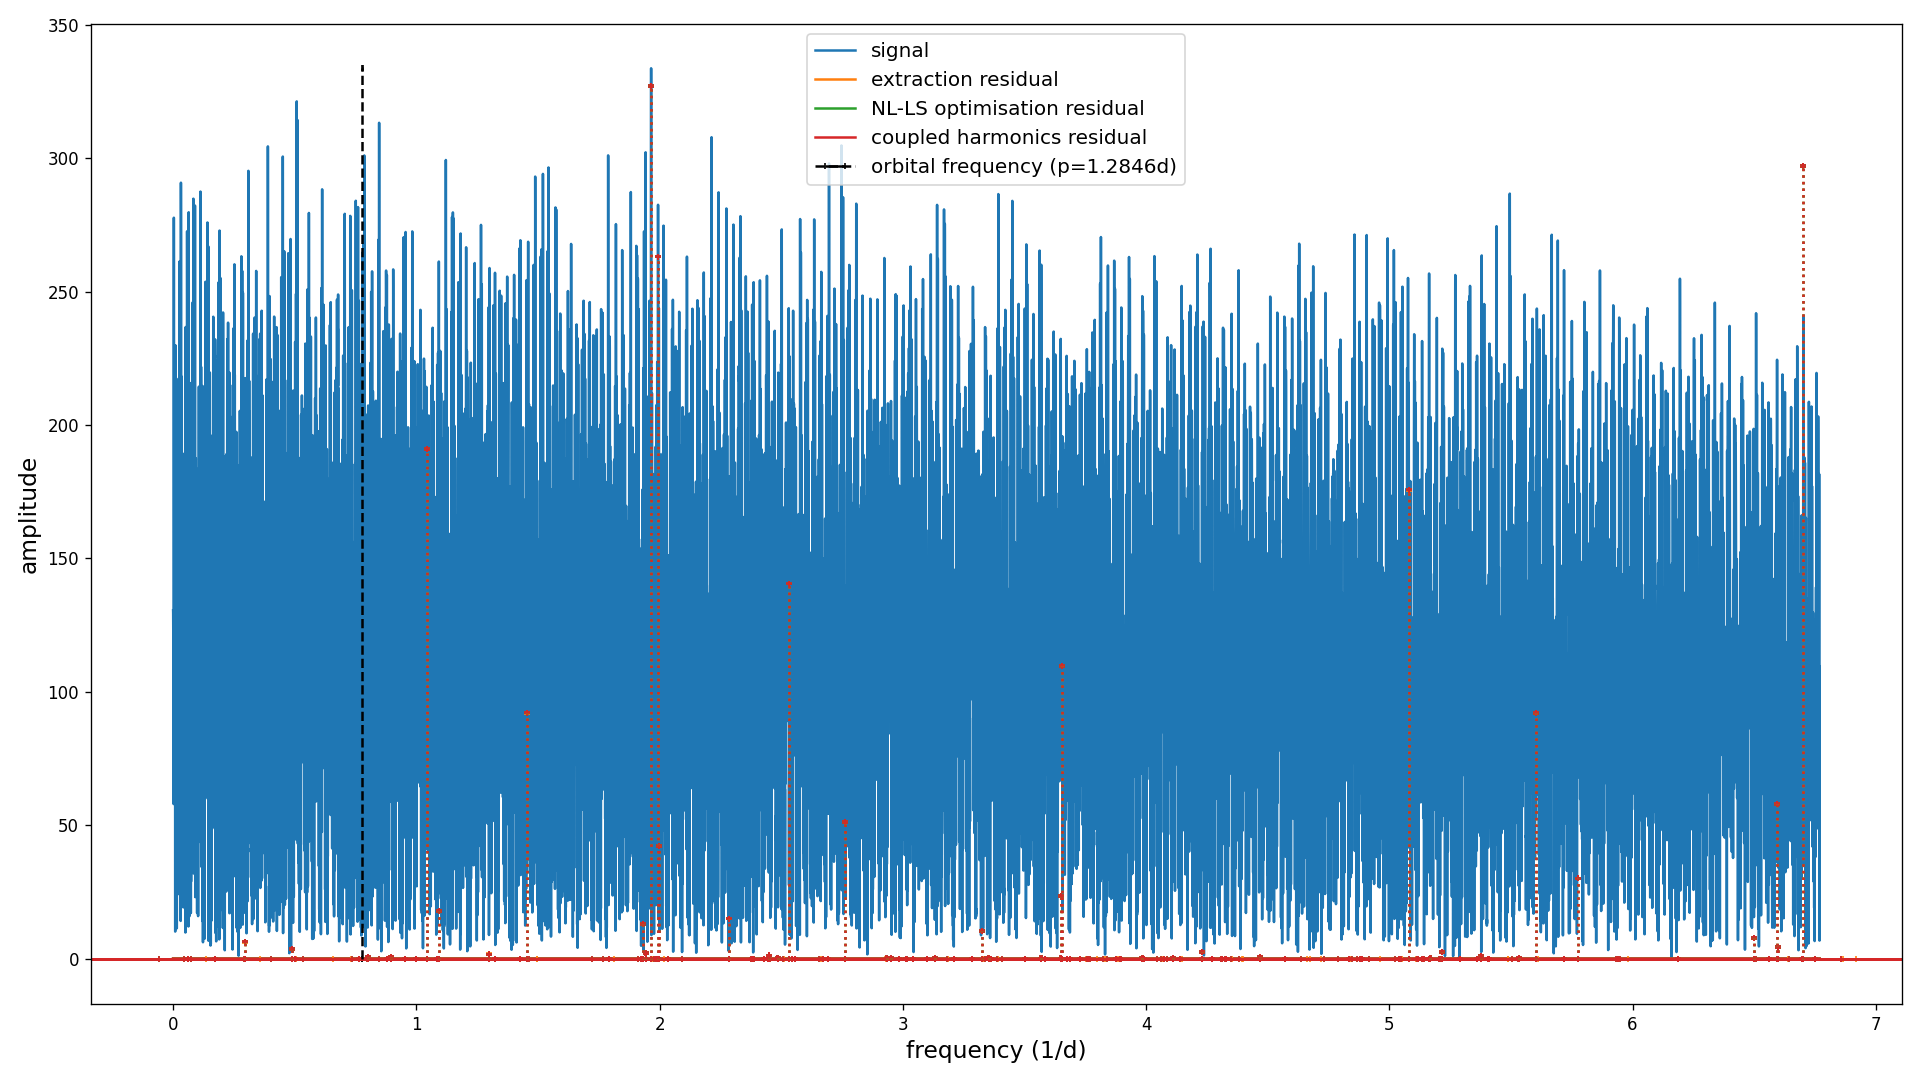 350
300
250
200
150
100
50
0
amplitude
signal
extraction residual
NL-LS optimisation residual
coupled harmonics residual
orbital frequency (p=1.2846d)
0 1 2 3 4 5 6 7
frequency (1/d)